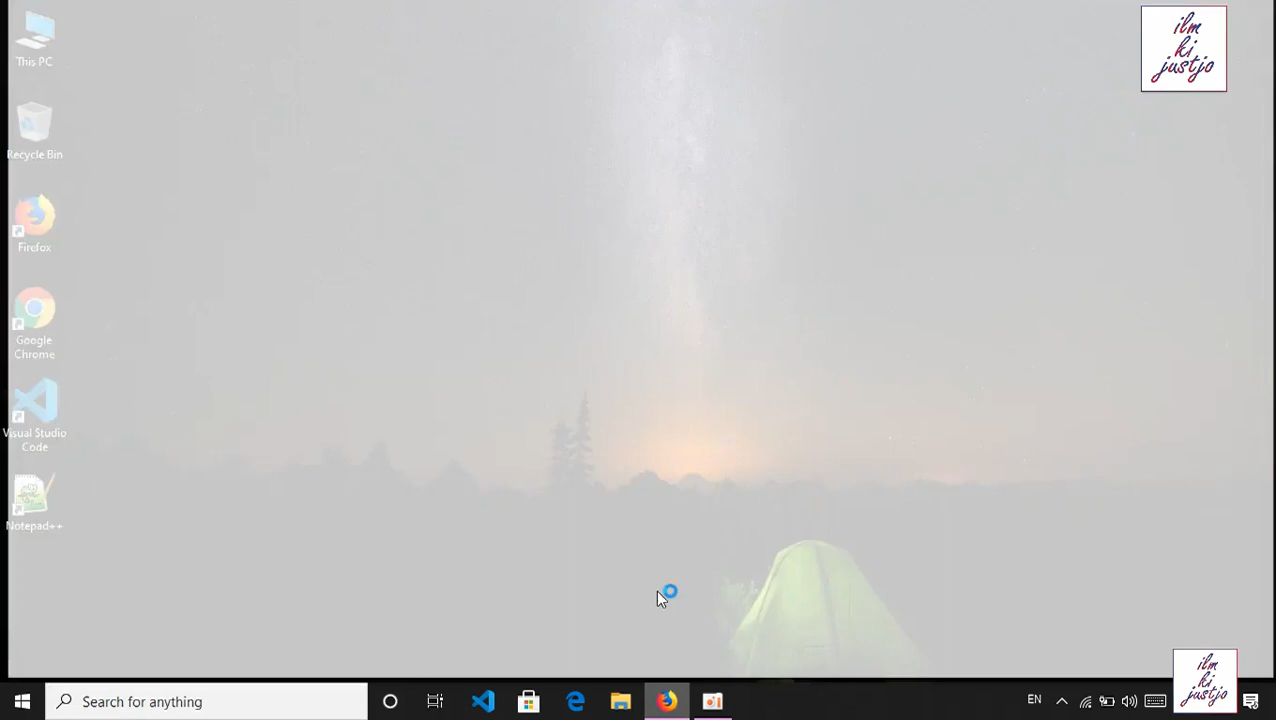 This PC
Recycle Bin
Firefox
Google
Chrome
Visual Studio
Code
Notepad++
ilm
ki
justjo
Search for anything
EN
ilm
ki
justjo